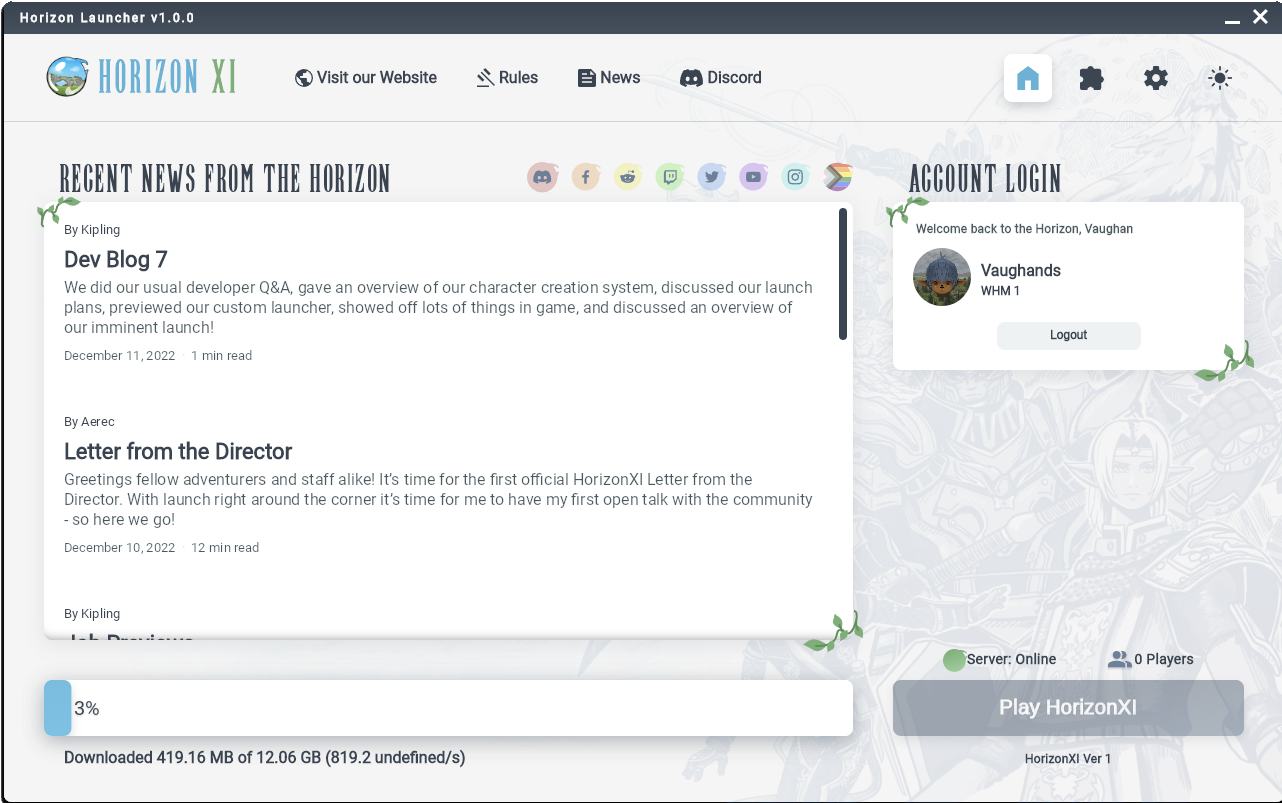 Horizon Launcher v1.0.0
HORIZON XI
Visit our Website
Rules
News
Discord
RECENT NEWS FROM THE HORIZON
By Kipling
Dev Blog 7
We did our usual developer Q&A, gave an overview of our character creation system, discussed our launch
plans, previewed our custom launcher, showed off lots of things in game, and discussed an overview of
our imminent launch!
December 11, 2022 · 1 min read
By Aerec
Letter from the Director
Greetings fellow adventurers and staff alike! It’s time for the first official HorizonXI Letter from the
Director. With launch right around the corner it’s time for me to have my first open talk with the community
- so here we go!
December 10, 2022 · 12 min read
By Kipling
Job Previews
3%
Downloaded 419.16 MB of 12.06 GB (819.2 undefined/s)
ACCOUNT LOGIN
Welcome back to the Horizon, Vaughan
Vaughands
WHM 1
Logout
Server: Online
0 Players
Play HorizonXI
HorizonXI Ver 1